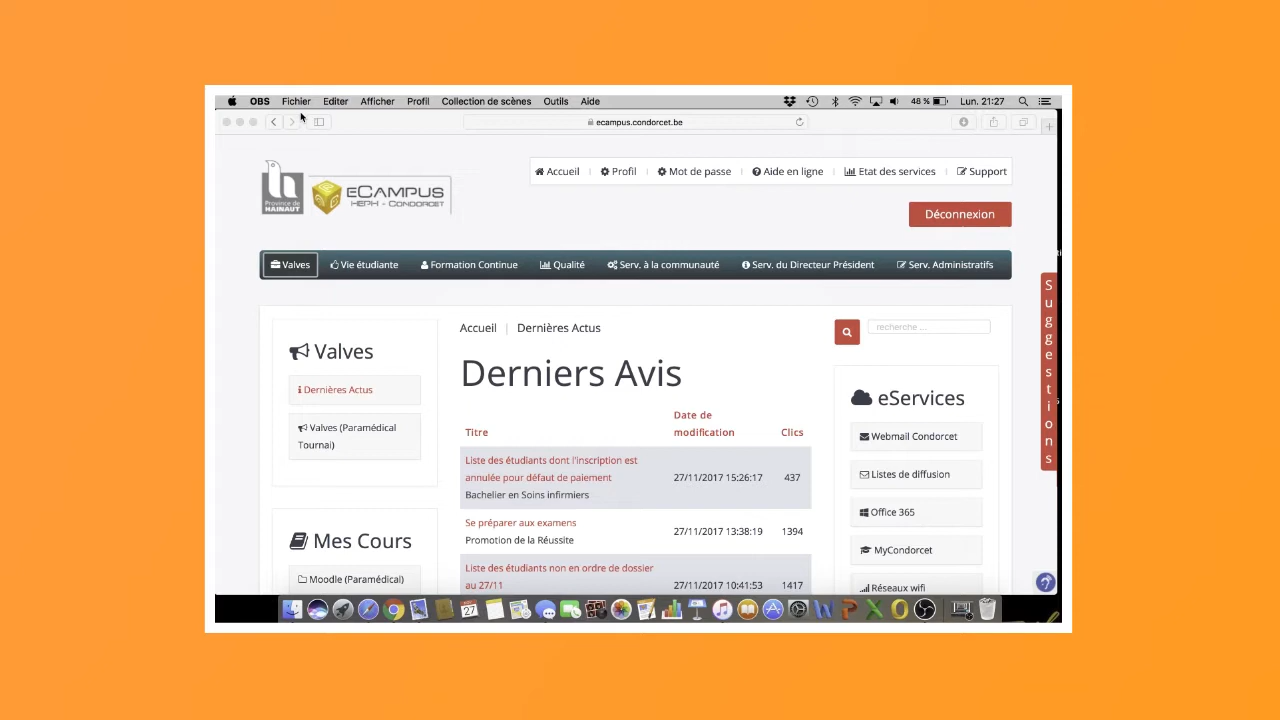 OBS Fichier Editer Afficher Profil Collection de scènes Outils Aide 48 % Lun. 21:27
ecampus.condorcet.be
Province de
HAINAUT
eCAMPUS
HEPH - CONDORCET
Accueil Profil Mot de passe Aide en ligne Etat des services Support
Déconnexion
Valves Vie étudiante Formation Continue Qualité Serv. à la communauté Serv. du Directeur Président Serv. Administratifs
Suggestions
Valves
Dernières Actus
Valves (Paramédical
Tournai)
Mes Cours
Moodle (Paramédical)
Accueil | Dernières Actus
Derniers Avis
Titre Date de modification Clics
Liste des étudiants dont l'inscription est
annulée pour défaut de paiement
Bachelier en Soins infirmiers
27/11/2017 15:26:17 437
Se préparer aux examens
Promotion de la Réussite
27/11/2017 13:38:19 1394
Liste des étudiants non en ordre de dossier
au 27/11
27/11/2017 10:41:53 1417
recherche ...
eServices
Webmail Condorcet
Listes de diffusion
Office 365
MyCondorcet
Réseaux wifi
27